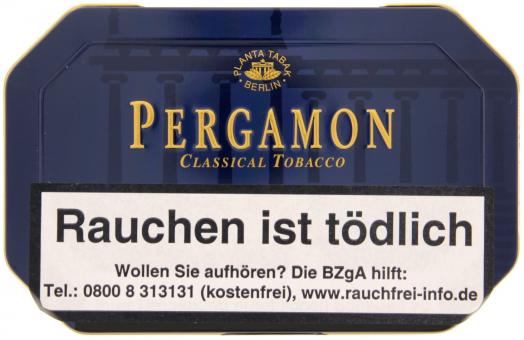 PLANTA TABAK
• BERLIN •
PERGAMON
CLASSICAL TOBACCO
Rauchen ist tödlich
Wollen Sie aufhören? Die BZgA hilft:
Tel.: 0800 8 313131 (kostenfrei), www.rauchfrei-info.de